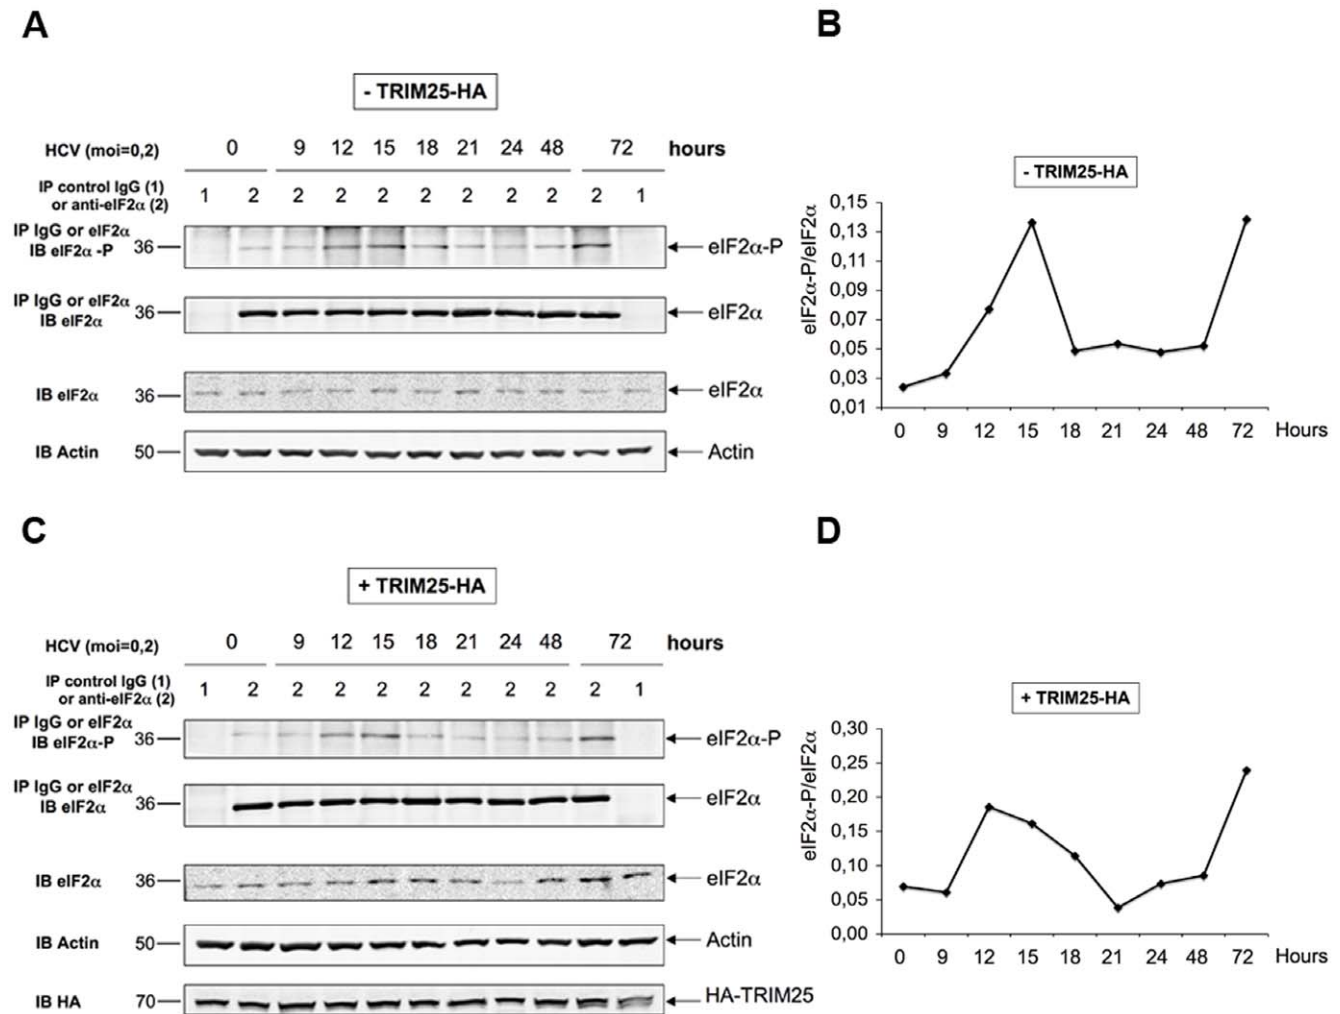 A
- TRIM25-HA
HCV (moi=0,2) 0 9 12 15 18 21 24 48 72 hours
IP control IgG (1)
or anti-eIF2α (2) 1 2 2 2 2 2 2 2 2 2 1
IP IgG or eIF2α
IB eIF2α -P 36 eIF2α-P
IP IgG or eIF2α
IB eIF2α 36 eIF2α
IB eIF2α 36 eIF2α
IB Actin 50 Actin
B
- TRIM25-HA
eIF2α-P/eIF2α
0,15
0,13
0,11
0,09
0,07
0,05
0,03
0,01
0 9 12 15 18 21 24 48 72 Hours
C
+ TRIM25-HA
HCV (moi=0,2) 0 9 12 15 18 21 24 48 72 hours
IP control IgG (1)
or anti-eIF2α (2) 1 2 2 2 2 2 2 2 2 2 1
IP IgG or eIF2α
IB eIF2α-P 36 eIF2α-P
IP IgG or eIF2α
IB eIF2α 36 eIF2α
IB eIF2α 36 eIF2α
IB Actin 50 Actin
IB HA 70 HA-TRIM25
D
+ TRIM25-HA
eIF2α-P/eIF2α
0,30
0,25
0,20
0,15
0,10
0,05
0,00
0 9 12 15 18 21 24 48 72 Hours